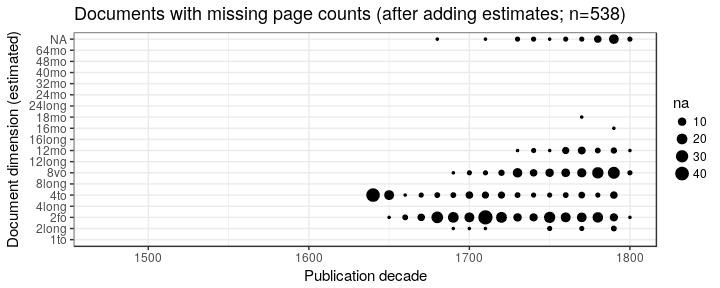 Documents with missing page counts (after adding estimates; n=538)
Document dimension (estimated)
NA
64mo
48mo
40mo
32mo
24mo
24long
18mo
16mo
16long
12mo
12long
8vo
8long
4to
4long
2fo
2long
1to
1500
1600
1700
1800
Publication decade
na
10
20
30
40